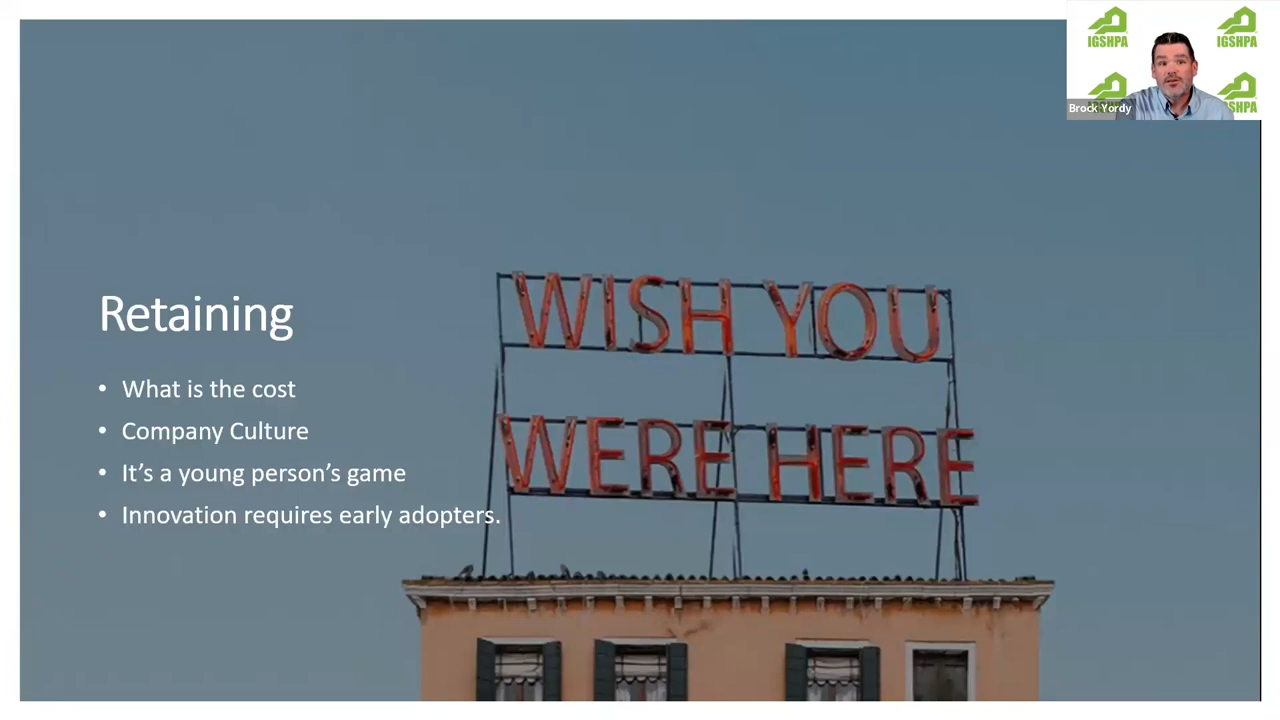 IGSHPA IGSHPA
IGSHPA
Brock Yordy
Retaining
• What is the cost
• Company Culture
• It’s a young person’s game
• Innovation requires early adopters.
WISH YOU
WERE HERE